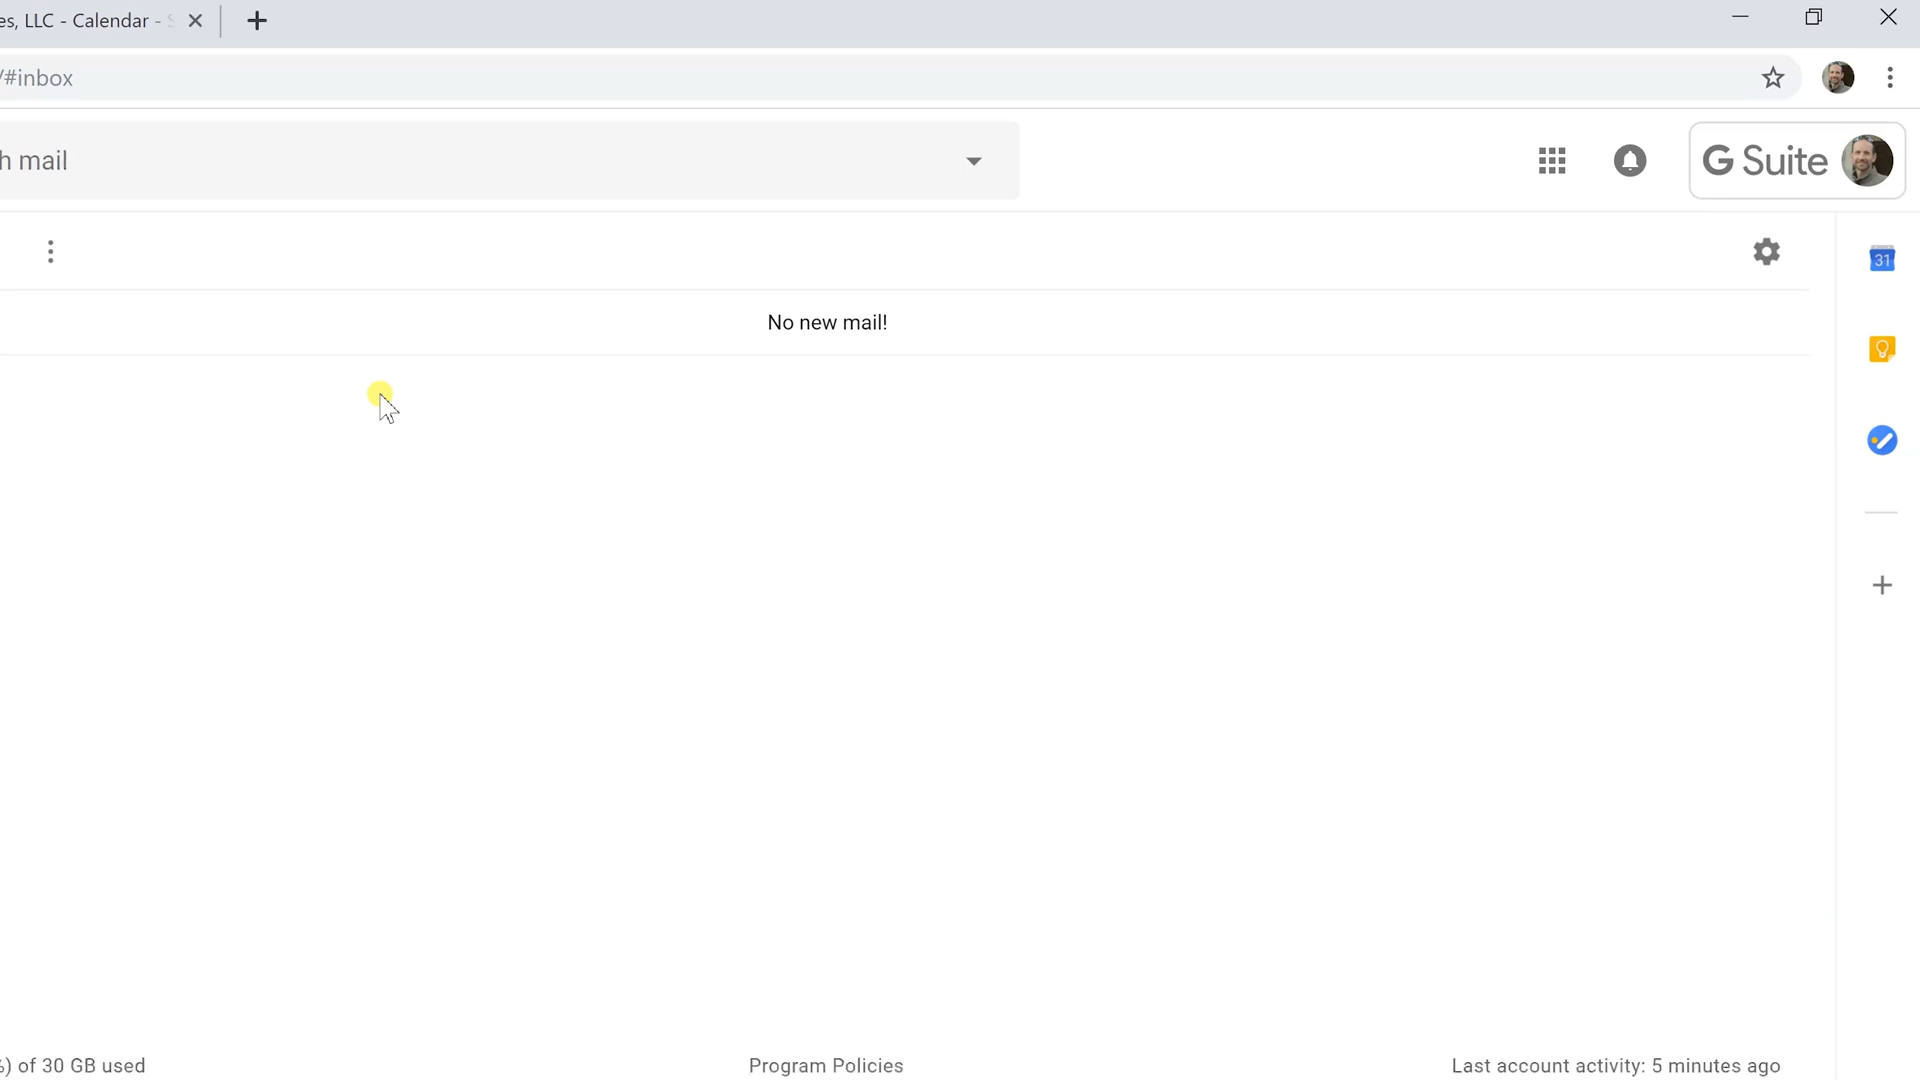 es, LLC - Calendar -
/#inbox
h mail
G Suite
31
No new mail!
%) of 30 GB used
Program Policies
Last account activity: 5 minutes ago